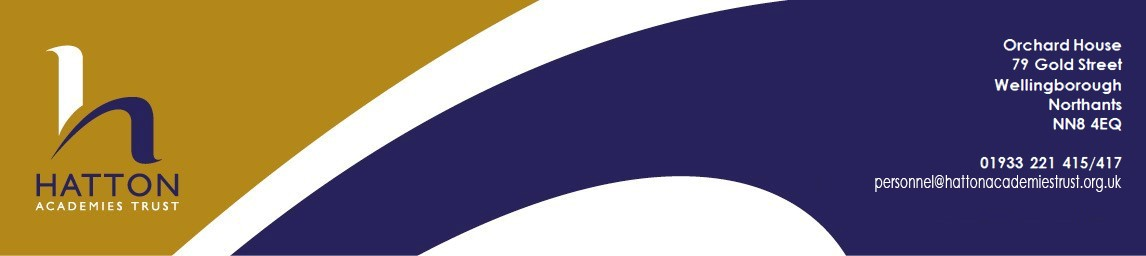 HATTON
ACADEMIES TRUST
Orchard House
79 Gold Street
Wellingborough
Northants
NN8 4EQ
01933 221 415/417
personnel@hattonacademiestrust.org.uk